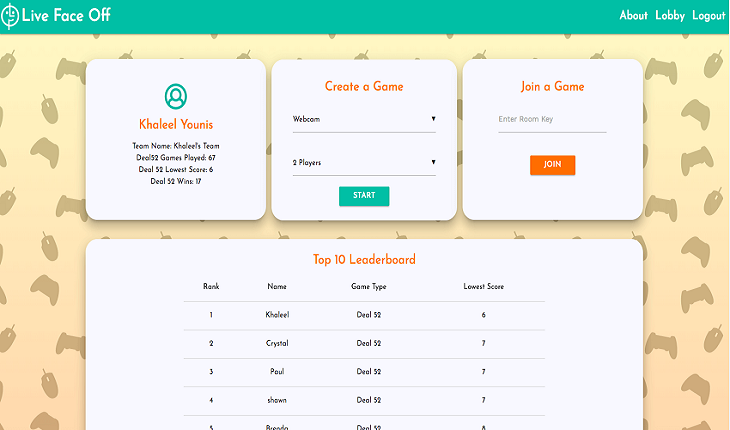 Live Face Off
About Lobby Logout
Khaleel Younis
Team Name: Khaleel's Team
Deal52 Games Played: 67
Deal 52 Lowest Score: 6
Deal 52 Wins: 17
Create a Game
Webcam
2 Players
START
Join a Game
Enter Room Key
JOIN
Top 10 Leaderboard
Rank Name Game Type Lowest Score
1 Khaleel Deal 52 6
2 Crystal Deal 52 7
3 Paul Deal 52 7
4 shawn Deal 52 7
5 Brenda Deal 52 8